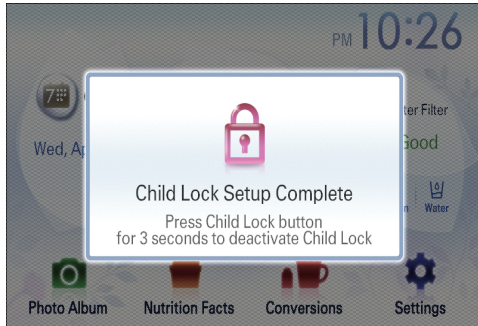 PM 10:26
7
ter Filter
Wed, Ap
Good
Child Lock Setup Complete
Water
Press Child Lock button
for 3 seconds to deactivate Child Lock
Photo Album
Nutrition Facts
Conversions
Settings